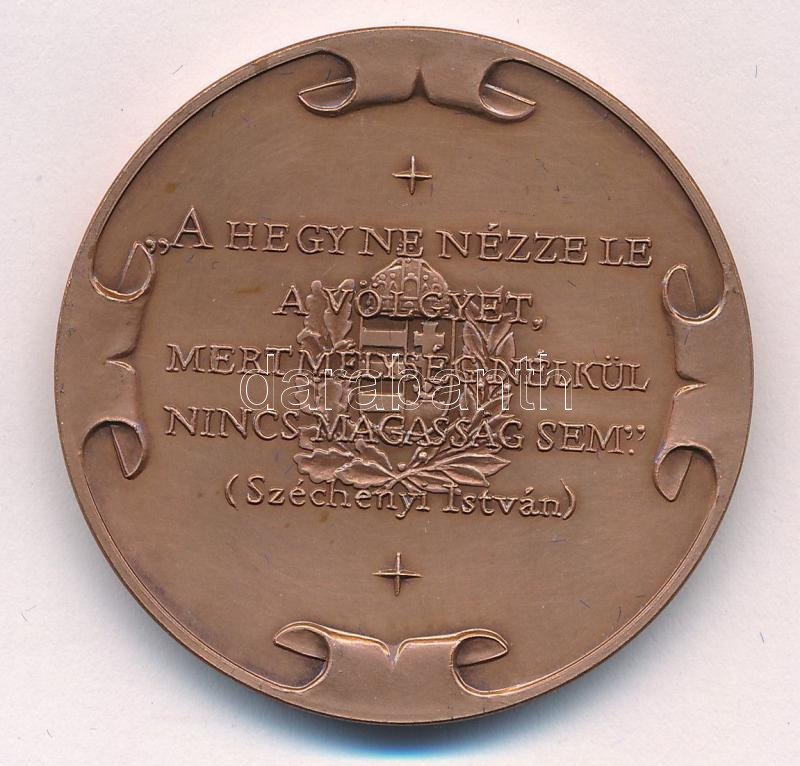 „A HEGY NE NÉZZE LE
A VÖLGYET,
MERT MÉLYSÉG NÉLKÜL
NINCS MAGASSÁG SEM.”
(Széchenyi István)
darabanth